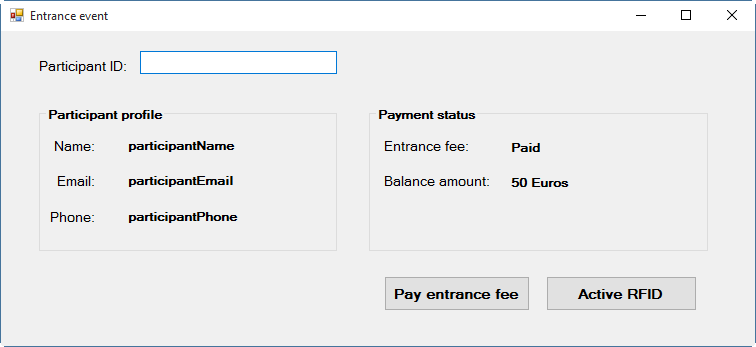 Entrance event
Participant ID:
Participant profile
Name: participantName
Email: participantEmail
Phone: participantPhone
Payment status
Entrance fee: Paid
Balance amount: 50 Euros
Pay entrance fee
Active RFID